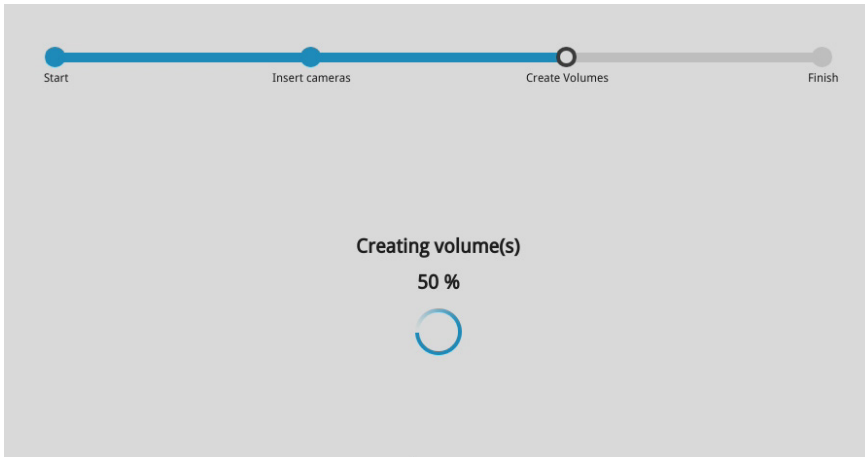 Start
Insert cameras
Create Volumes
Finish
Creating volume(s)
50 %